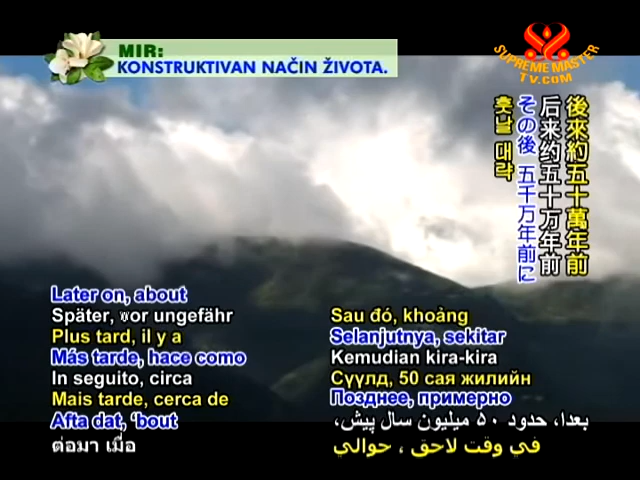 MIR:
KONSTRUKTIVAN NAČIN ŽIVOTA.
SUPREME MASTER
TV.COM
後來約五十萬年前
后来约五十万年前
その後 五千万年前に
훗날 대략
Later on, about
Später, vor ungefähr
Plus tard, il y a
Más tarde, hace como
In seguito, circa
Mais tarde, cerca de
Afta dat, ‘bout
ต่อมา เมื่อ
Sau đó, khoảng
Selanjutnya, sekitar
Kemudian kira-kira
Сүүлд, 50 сая жилийн
Позднее, примерно
بعدا، حدود ۵۰ میلیون سال پیش،
في وقت لاحق ، حوالي